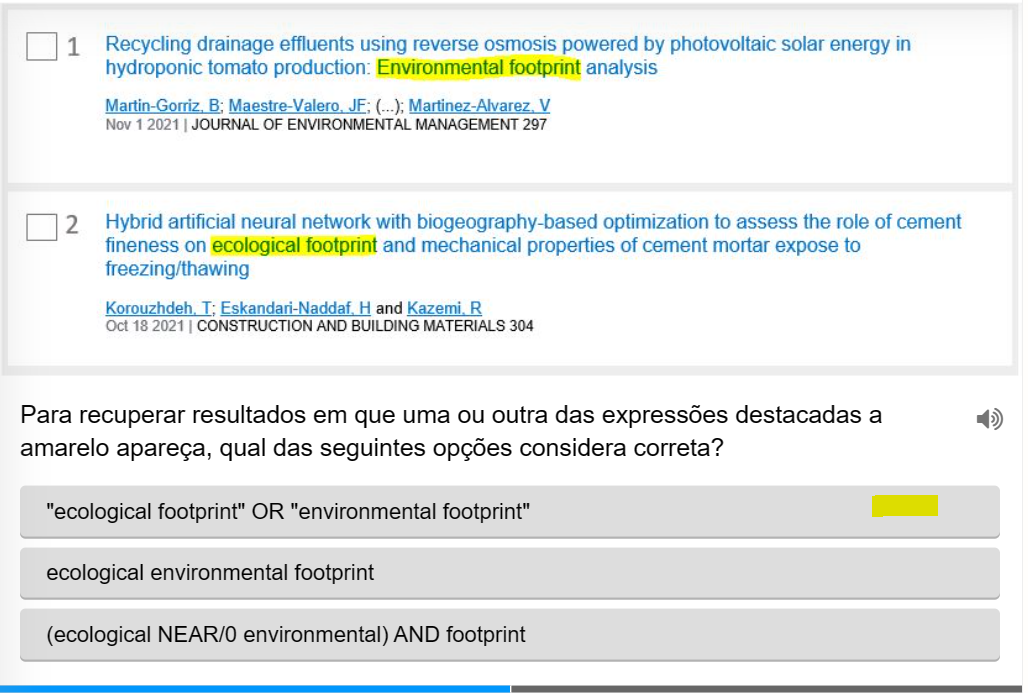 1 Recycling drainage effluents using reverse osmosis powered by photovoltaic solar energy in
hydroponic tomato production: Environmental footprint analysis
Martin-Gorriz, B; Maestre-Valero, JF; (...); Martinez-Alvarez, V
Nov 1 2021 | JOURNAL OF ENVIRONMENTAL MANAGEMENT 297
2 Hybrid artificial neural network with biogeography-based optimization to assess the role of cement
fineness on ecological footprint and mechanical properties of cement mortar expose to
freezing/thawing
Korouzhdeh, T; Eskandari-Naddaf, H and Kazemi, R
Oct 18 2021 | CONSTRUCTION AND BUILDING MATERIALS 304
Para recuperar resultados em que uma ou outra das expressões destacadas a
amarelo apareça, qual das seguintes opções considera correta?
"ecological footprint" OR "environmental footprint"
ecological environmental footprint
(ecological NEAR/0 environmental) AND footprint